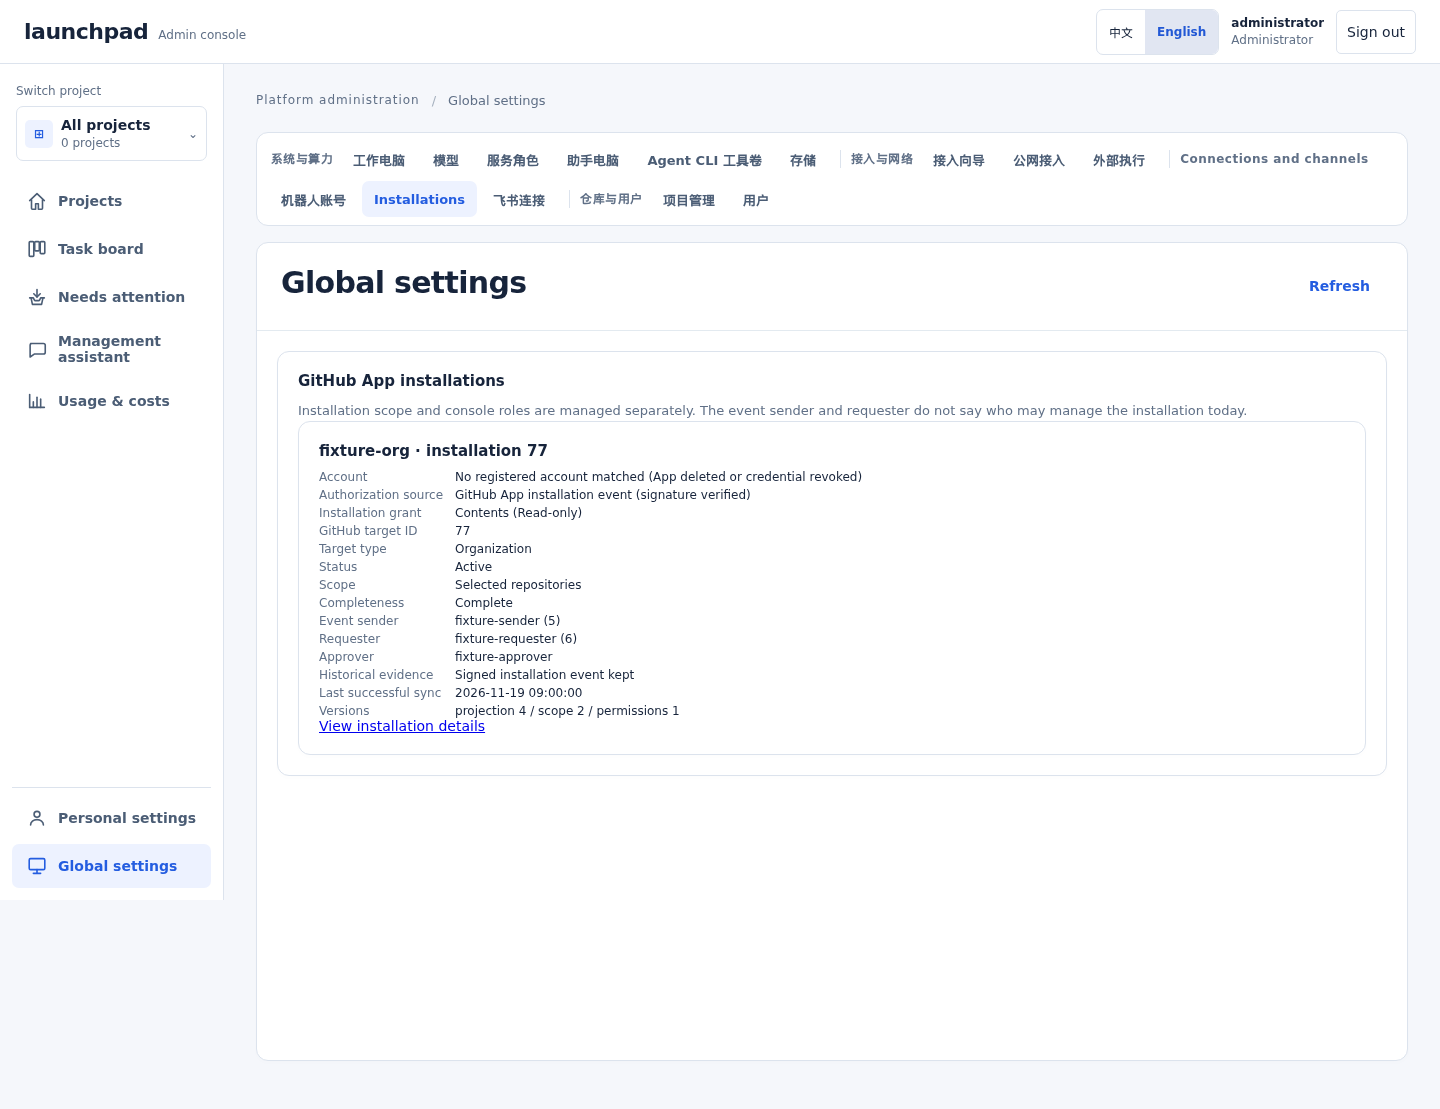 launchpad Admin console
中文 English
administrator
Administrator
Sign out
Switch project
All projects
0 projects
Projects
Task board
Needs attention
Management
assistant
Usage & costs
Personal settings
Global settings
Platform administration / Global settings
系统与算力 工作电脑 模型 服务角色 助手电脑 Agent CLI 工具卷 存储 接入与网络 接入向导 公网接入 外部执行 Connections and channels
机器人账号 Installations 飞书连接 仓库与用户 项目管理 用户
Global settings
Refresh
GitHub App installations
Installation scope and console roles are managed separately. The event sender and requester do not say who may manage the installation today.
fixture-org · installation 77
Account No registered account matched (App deleted or credential revoked)
Authorization source GitHub App installation event (signature verified)
Installation grant Contents (Read-only)
GitHub target ID 77
Target type Organization
Status Active
Scope Selected repositories
Completeness Complete
Event sender fixture-sender (5)
Requester fixture-requester (6)
Approver fixture-approver
Historical evidence Signed installation event kept
Last successful sync 2026-11-19 09:00:00
Versions projection 4 / scope 2 / permissions 1
View installation details